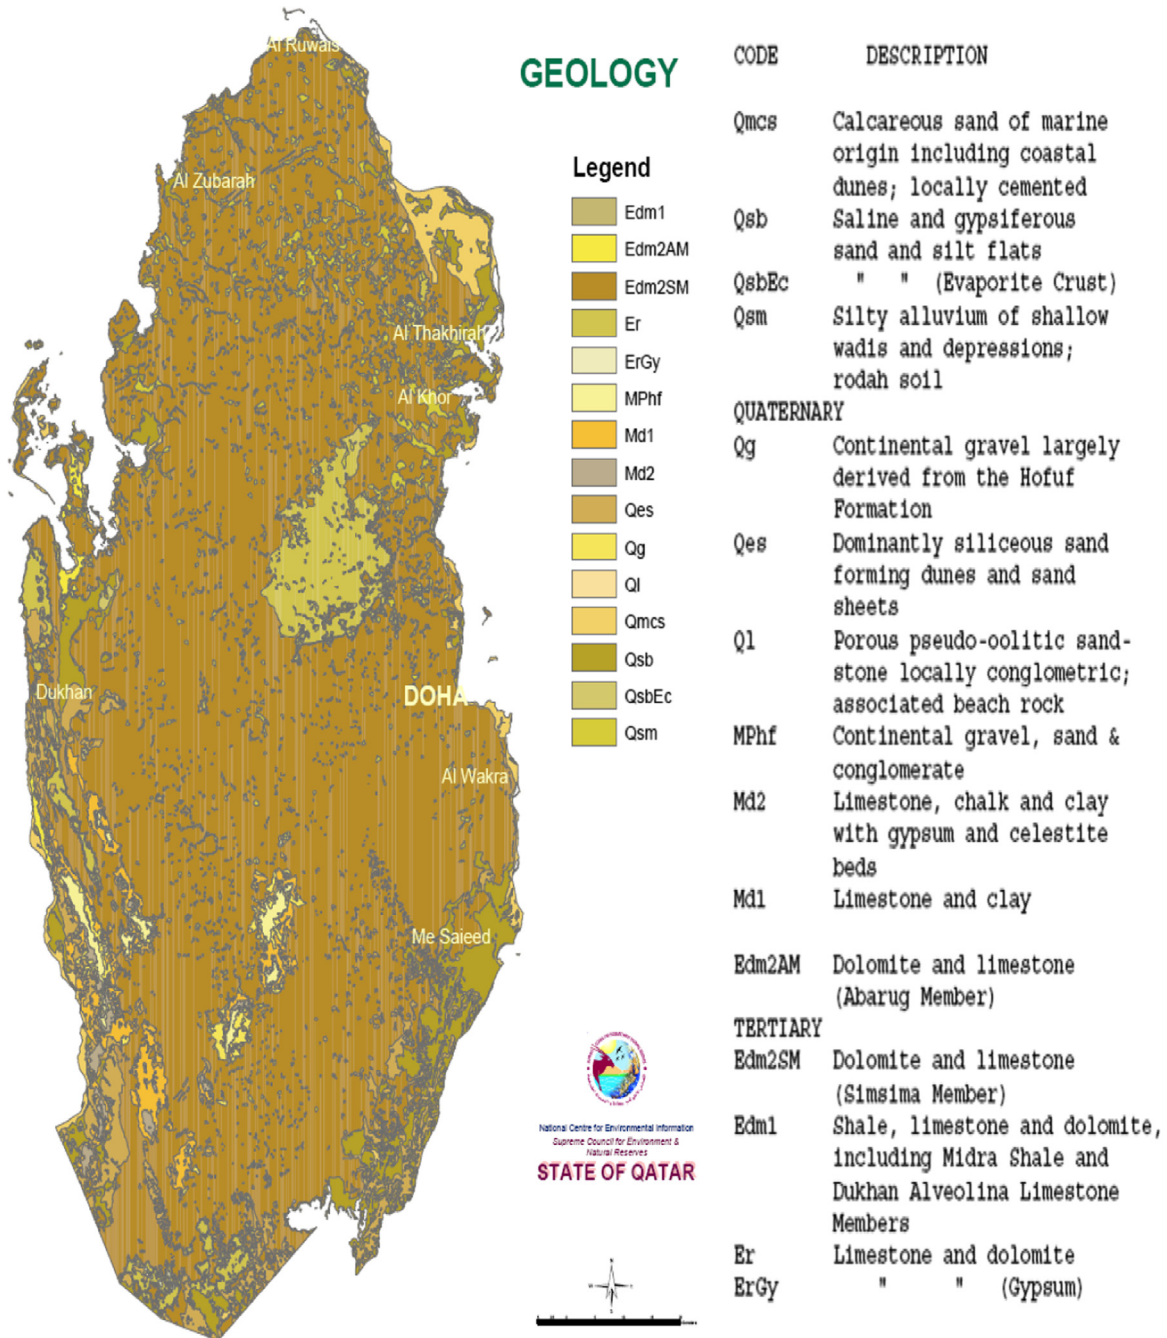 Al Ruwais
Al Zubarah
Al Thakhirah
Al Khor
Dukhan
DOHA
Al Wakra
Me Saieed
GEOLOGY
Legend
Edm1
Edm2AM
Edm2SM
Er
ErGy
MPhf
Md1
Md2
Qes
Qg
Ql
Qmcs
Qsb
QsbEc
Qsm
National Centre for Environmental Information
Supreme Council for Environment &
Natural Reserves
STATE OF QATAR
CODE DESCRIPTION
Qmcs Calcareous sand of marine
origin including coastal
dunes; locally cemented
Qsb Saline and gypsiferous
sand and silt flats
QsbEc " " (Evaporite Crust)
Qsm Silty alluvium of shallow
wadis and depressions;
rodah soil
QUATERNARY
Qg Continental gravel largely
derived from the Hofuf
Formation
Qes Dominantly siliceous sand
forming dunes and sand
sheets
Ql Porous pseudo-oolitic sand-
stone locally conglometric;
associated beach rock
MPhf Continental gravel, sand &
conglomerate
Md2 Limestone, chalk and clay
with gypsum and celestite
beds
Md1 Limestone and clay
Edm2AM Dolomite and limestone
(Abarug Member)
TERTIARY
Edm2SM Dolomite and limestone
(Simsima Member)
Edm1 Shale, limestone and dolomite,
including Midra Shale and
Dukhan Alveolina Limestone
Members
Er Limestone and dolomite
ErGy " " (Gypsum)